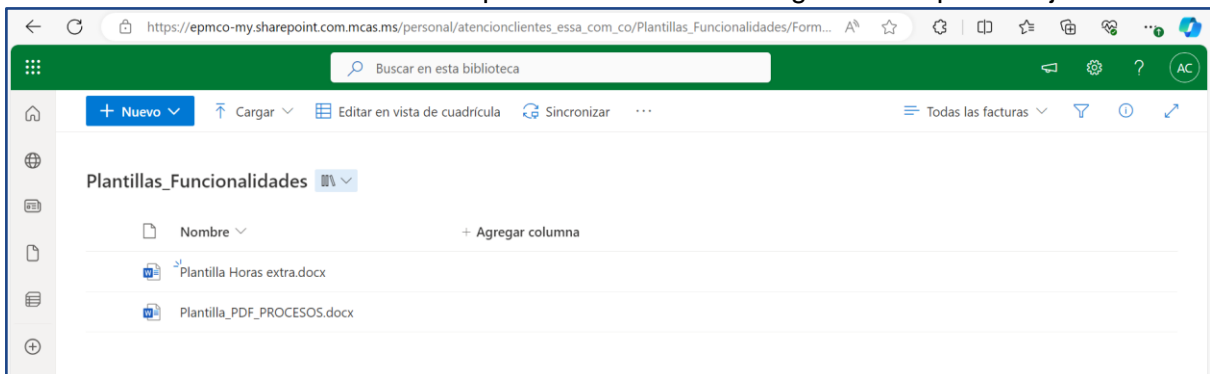 https://epmco-my.sharepoint.com.mcas.ms/personal/atencionclientes_essa_com_co/Plantillas_Funcionalidades/Form...
Buscar en esta biblioteca
? AC
+ Nuevo Cargar Editar en vista de cuadrícula Sincronizar ... Todas las facturas
Plantillas_Funcionalidades
Nombre + Agregar columna
Plantilla Horas extra.docx
Plantilla_PDF_PROCESOS.docx